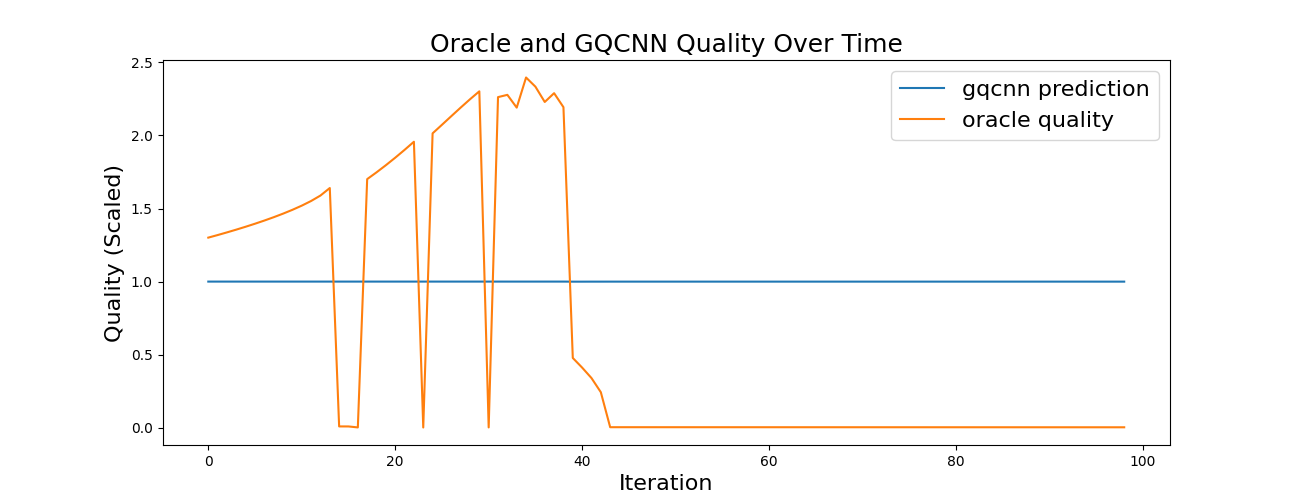 Oracle and GQCNN Quality Over Time
2.5
2.0
1.5
1.0
0.5
0.0
Quality (Scaled)
gqcnn prediction
oracle quality
0 20 40 60 80 100
Iteration